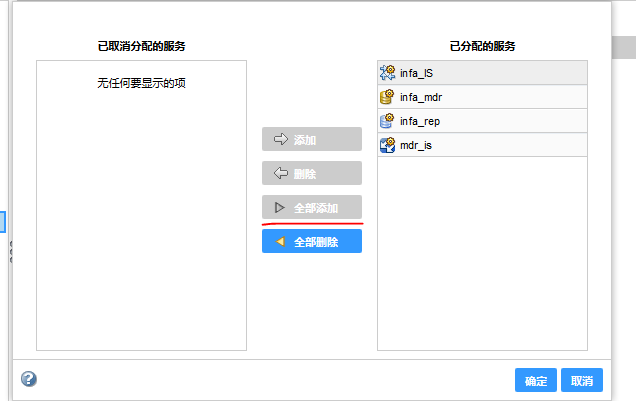 已取消分配的服务
无任何要显示的项
添加
删除
全部添加
全部删除
已分配的服务
infa_IS
infa_mdr
infa_rep
mdr_is
?
确定
取消